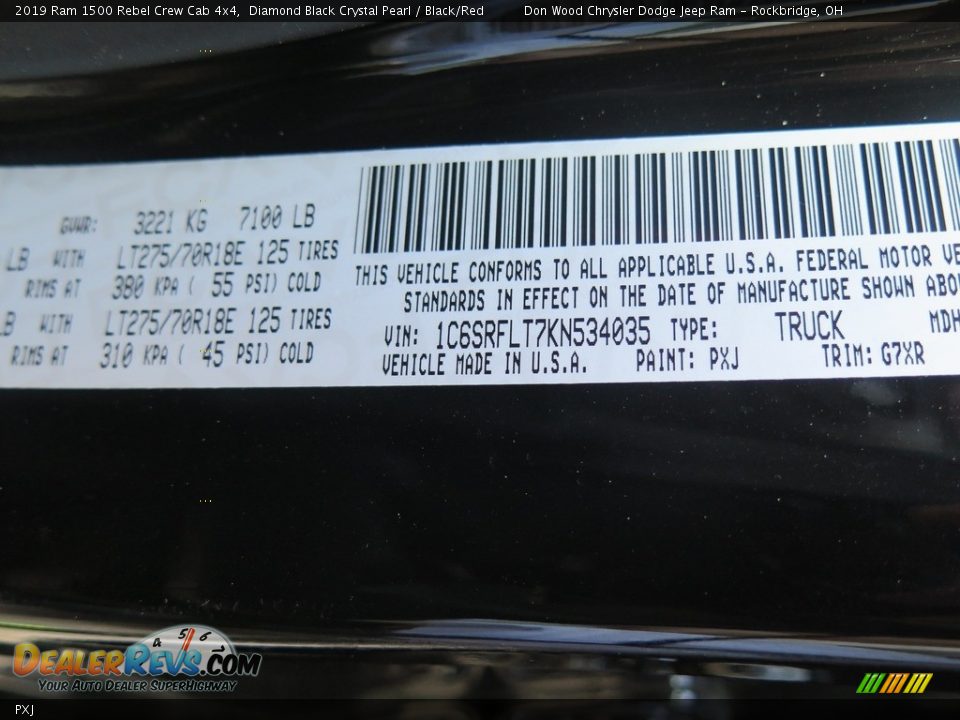 2019 Ram 1500 Rebel Crew Cab 4x4, Diamond Black Crystal Pearl / Black/Red Don Wood Chrysler Dodge Jeep Ram - Rockbridge, OH
GVWR: 3221 KG 7100 LB
LB WITH LT275/70R18E 125 TIRES
RIMS AT 380 KPA ( 55 PSI) COLD
LB WITH LT275/70R18E 125 TIRES
RIMS AT 310 KPA ( 45 PSI) COLD
THIS VEHICLE CONFORMS TO ALL APPLICABLE U.S.A. FEDERAL MOTOR VE
STANDARDS IN EFFECT ON THE DATE OF MANUFACTURE SHOWN ABO
VIN: 1C6SRFLT7KN534035 TYPE: TRUCK MDH
VEHICLE MADE IN U.S.A. PAINT: PXJ TRIM: G7XR
4 5 6
DEALERREVS.COM
YOUR AUTO DEALER SUPERHIGHWAY
PXJ